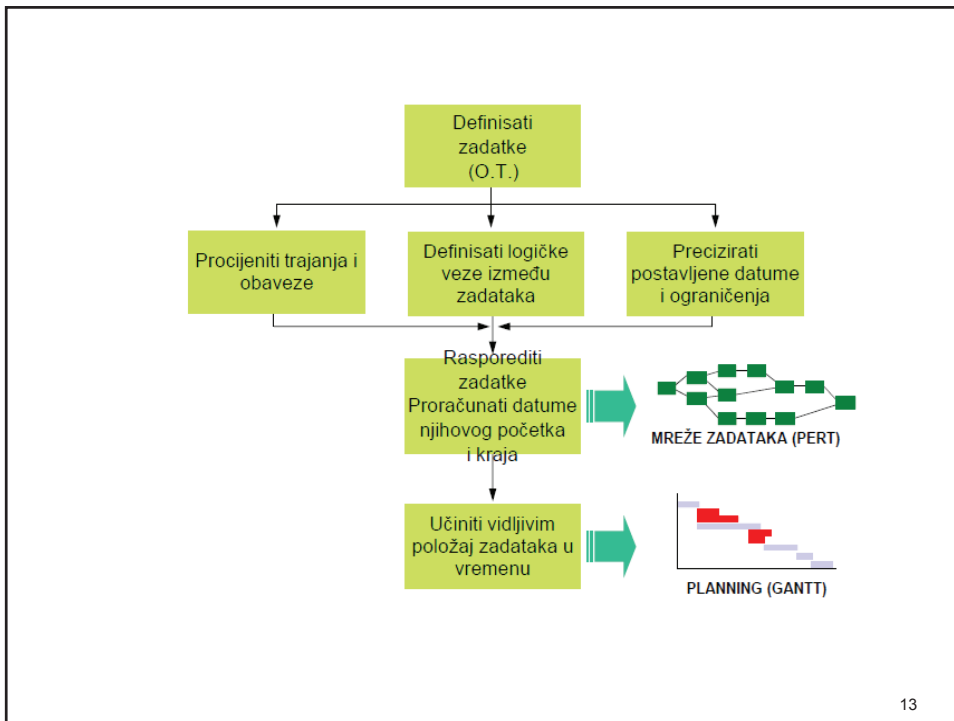 Definisati
zadatke
(O.T.)
Procijeniti trajanja i
obaveze
Definisati logičke
veze između
zadataka
Precizirati
postavljene datume
i ograničenja
Rasporediti
zadatke
Proračunati datume
njihovog početka
i kraja
MREŽE ZADATAKA (PERT)
Učiniti vidljivim
položaj zadataka u
vremenu
PLANNING (GANTT)
13